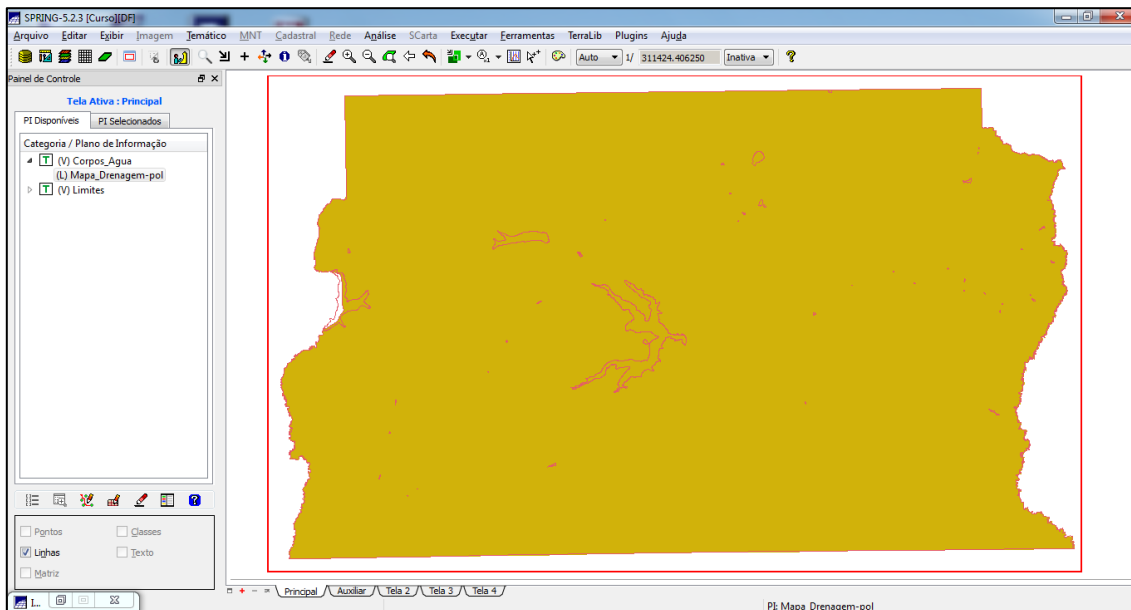 SPRING-5.2.3 [Curso][DF]
Arquivo Editar Exibir Imagem Temático MNT Cadastral Rede Análise SCarta Executar Ferramentas TerraLib Plugins Ajuda
Auto 1/ 311424.406250 Inativa
Painel de Controle
Tela Ativa : Principal
PI Disponíveis PI Selecionados
Categoria / Plano de Informação
(V) Corpos_Agua
(L) Mapa_Drenagem-pol
(V) Limites
Pontos Classes
Linhas Texto
Matriz
Principal Auxiliar Tela 2 Tela 3 Tela 4
I...
PI: Mapa_Drenagem-pol